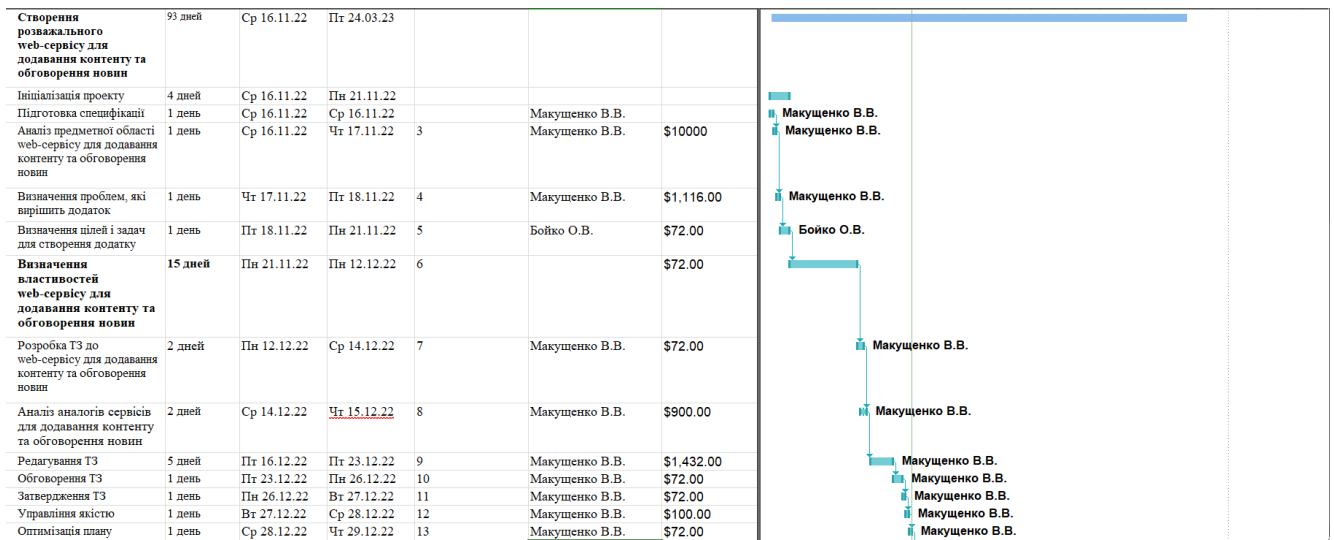 Створення 93 дней Ср 16.11.22 Пт 24.03.23
розважального
web-сервісу для
додавання контенту та
обговорення новин
Ініціалізація проекту 4 дней Ср 16.11.22 Пн 21.11.22
Підготовка специфікації 1 день Ср 16.11.22 Ср 16.11.22 Макущенко В.В. Макущенко В.В.
Аналіз предметної області 1 день Ср 16.11.22 Чт 17.11.22 3 Макущенко В.В. $10000 Макущенко В.В.
web-сервісу для додавання
контенту та обговорення
новин
Визначення проблем, які 1 день Чт 17.11.22 Пт 18.11.22 4 Макущенко В.В. $1,116.00 Макущенко В.В.
вирішить додаток
Визначення цілей і задач 1 день Пт 18.11.22 Пн 21.11.22 5 Бойко О.В. $72.00 Бойко О.В.
для створення додатку
Визначення 15 дней Пн 21.11.22 Пн 12.12.22 6 $72.00
властивостей
web-сервісу для
додавання контенту та
обговорення новин
Розробка ТЗ до 2 дней Пн 12.12.22 Ср 14.12.22 7 Макущенко В.В. $72.00 Макущенко В.В.
web-сервісу для додавання
контенту та обговорення
новин
Аналіз аналогів сервісів 2 дней Ср 14.12.22 Чт 15.12.22 8 Макущенко В.В. $900.00 Макущенко В.В.
для додавання контенту
та обговорення новин
Редагування ТЗ 5 дней Пт 16.12.22 Пт 23.12.22 9 Макущенко В.В. $1,432.00 Макущенко В.В.
Обговорення ТЗ 1 день Пт 23.12.22 Пн 26.12.22 10 Макущенко В.В. $72.00 Макущенко В.В.
Затвердження ТЗ 1 день Пн 26.12.22 Вт 27.12.22 11 Макущенко В.В. $72.00 Макущенко В.В.
Управління якістю 1 день Вт 27.12.22 Ср 28.12.22 12 Макущенко В.В. $100.00 Макущенко В.В.
Оптимізація плану 1 день Ср 28.12.22 Чт 29.12.22 13 Макущенко В.В. $72.00 Макущенко В.В.